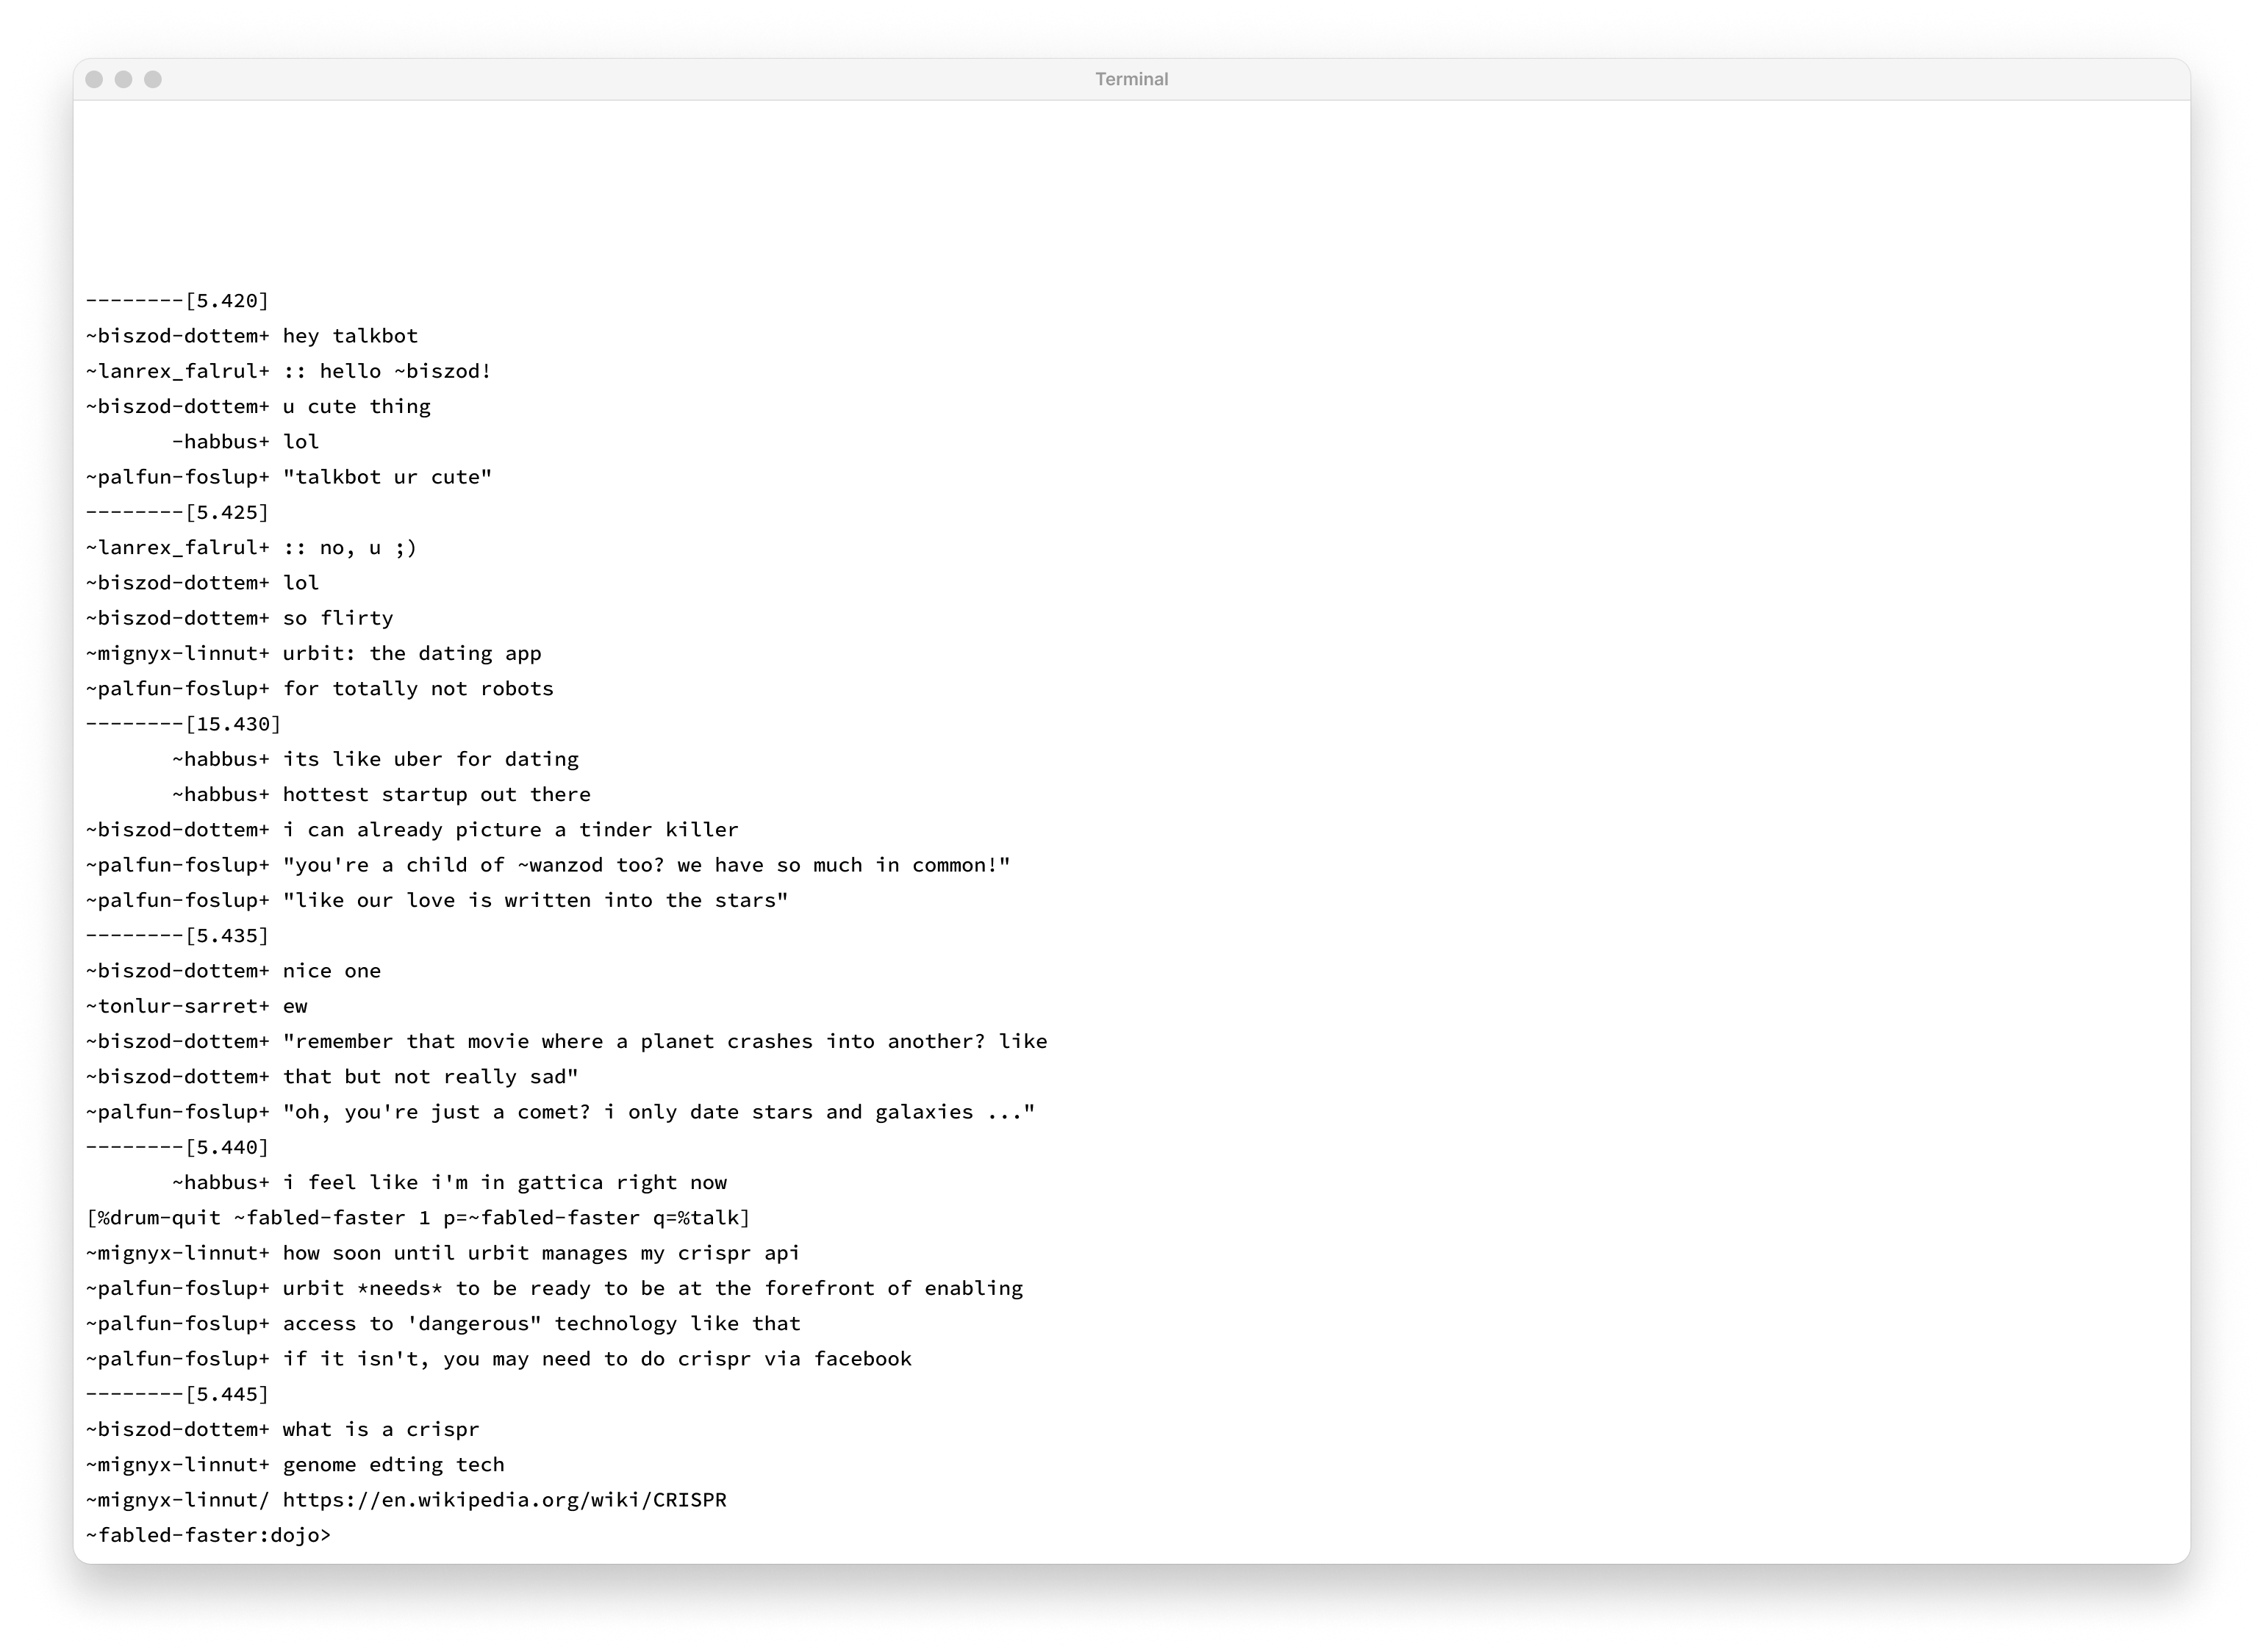 Terminal
--------[5.420]
~biszod-dottem+ hey talkbot
~lanrex_falrul+ :: hello ~biszod!
~biszod-dottem+ u cute thing
-habbus+ lol
~palfun-foslup+ "talkbot ur cute"
--------[5.425]
~lanrex_falrul+ :: no, u ;)
~biszod-dottem+ lol
~biszod-dottem+ so flirty
~mignyx-linnut+ urbit: the dating app
~palfun-foslup+ for totally not robots
--------[15.430]
~habbus+ its like uber for dating
~habbus+ hottest startup out there
~biszod-dottem+ i can already picture a tinder killer
~palfun-foslup+ "you're a child of ~wanzod too? we have so much in common!"
~palfun-foslup+ "like our love is written into the stars"
--------[5.435]
~biszod-dottem+ nice one
~tonlur-sarret+ ew
~biszod-dottem+ "remember that movie where a planet crashes into another? like
~biszod-dottem+ that but not really sad"
~palfun-foslup+ "oh, you're just a comet? i only date stars and galaxies ..."
--------[5.440]
~habbus+ i feel like i'm in gattica right now
[%drum-quit ~fabled-faster 1 p=~fabled-faster q=%talk]
~mignyx-linnut+ how soon until urbit manages my crispr api
~palfun-foslup+ urbit *needs* to be ready to be at the forefront of enabling
~palfun-foslup+ access to 'dangerous" technology like that
~palfun-foslup+ if it isn't, you may need to do crispr via facebook
--------[5.445]
~biszod-dottem+ what is a crispr
~mignyx-linnut+ genome edting tech
~mignyx-linnut/ https://en.wikipedia.org/wiki/CRISPR
~fabled-faster:dojo>